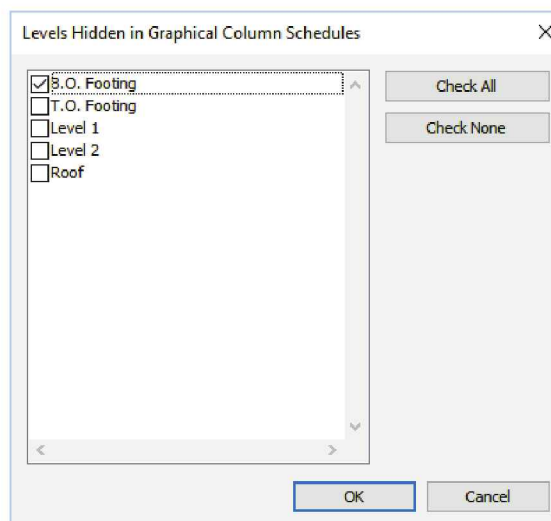 Levels Hidden in Graphical Column Schedules
B.O. Footing
T.O. Footing
Level 1
Level 2
Roof
Check All
Check None
OK
Cancel